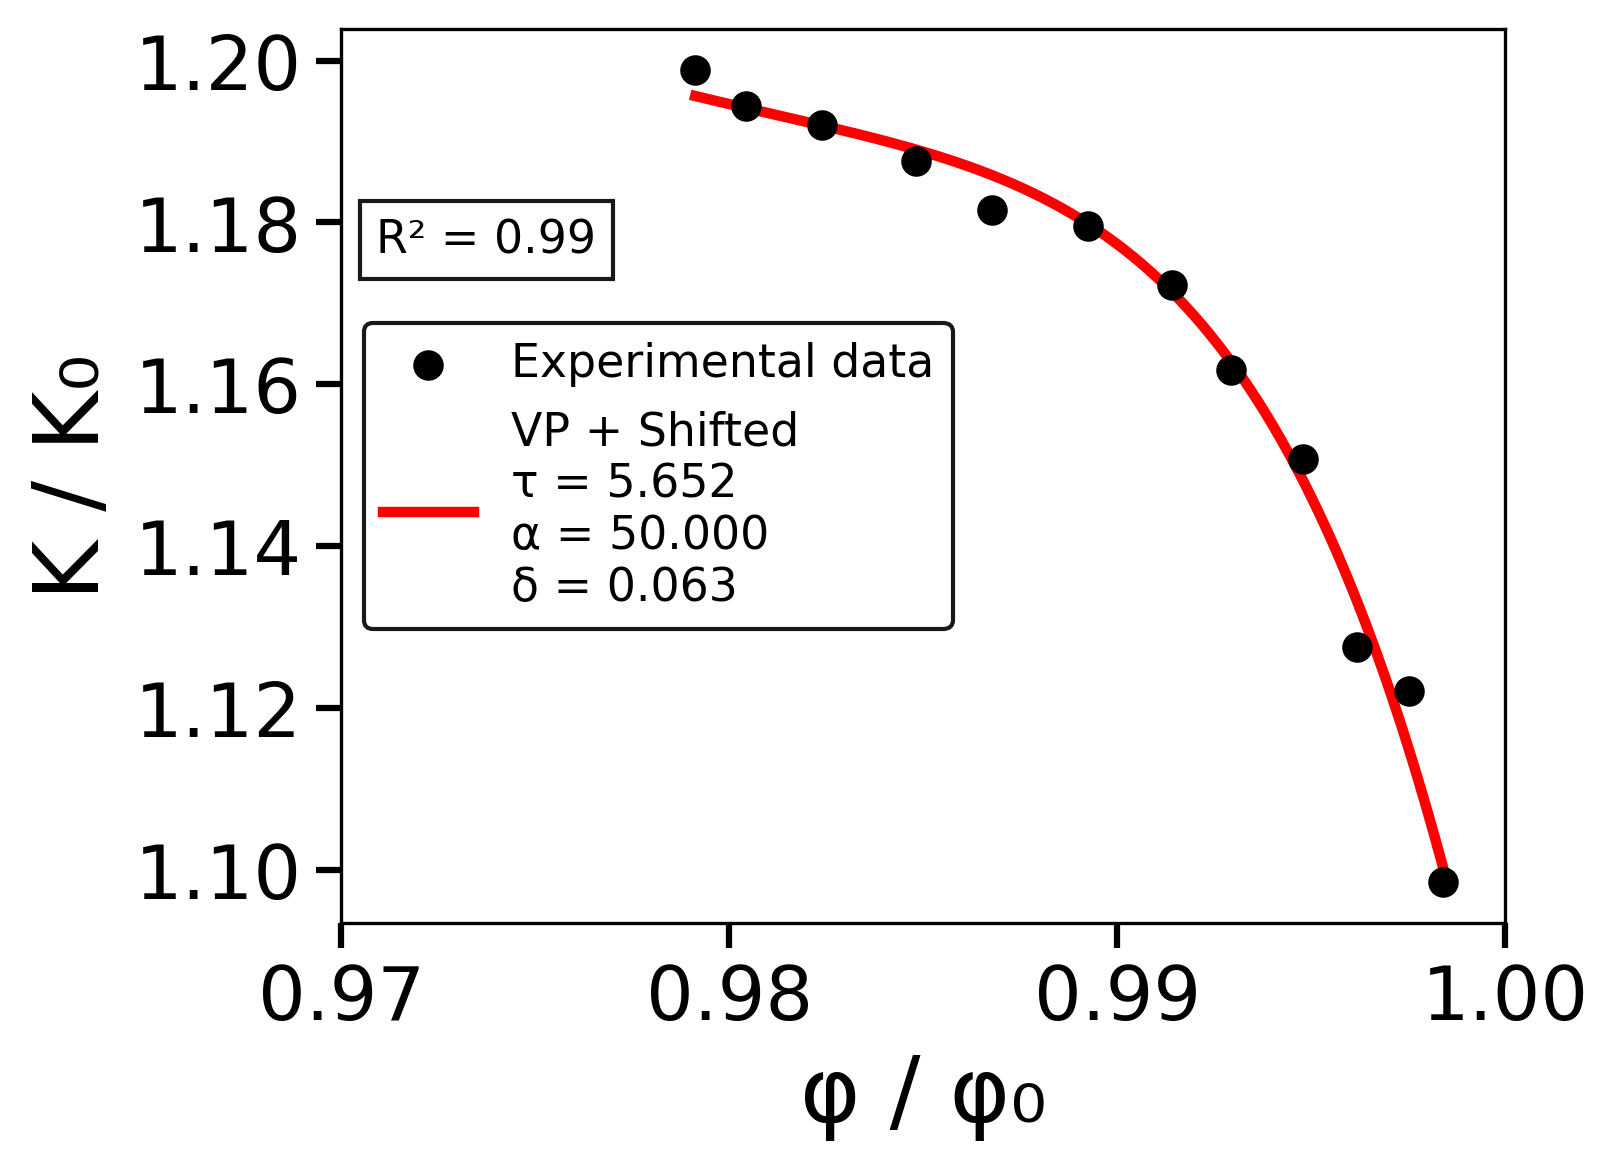 1.20
1.18
1.16
1.14
1.12
1.10
K / K₀
R² = 0.99
Experimental data
VP + Shifted
τ = 5.652
α = 50.000
δ = 0.063
0.97 0.98 0.99 1.00
φ / φ₀